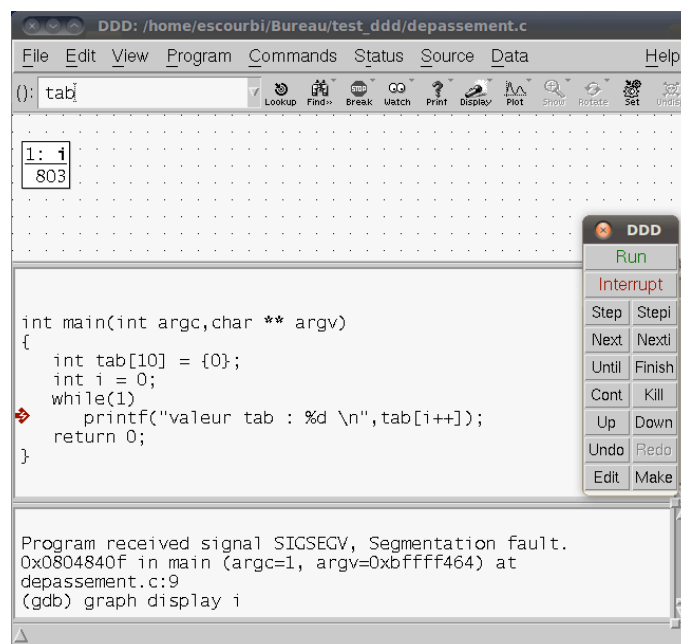 DDD: /home/escourbi/Bureau/test_ddd/depassement.c
File Edit View Program Commands Status Source Data Help
(): tab
Lookup Find» Break Watch Print Display Plot Show Rotate Set Undis
1: i
803
DDD
Run
Interrupt
Step Stepi
Next Nexti
Until Finish
Cont Kill
Up Down
Undo Redo
Edit Make
int main(int argc,char ** argv)
{
int tab[10] = {0};
int i = 0;
while(1)
printf("valeur tab : %d \n",tab[i++]);
return 0;
}
Program received signal SIGSEGV, Segmentation fault.
0x0804840f in main (argc=1, argv=0xbffff464) at
depassement.c:9
(gdb) graph display i